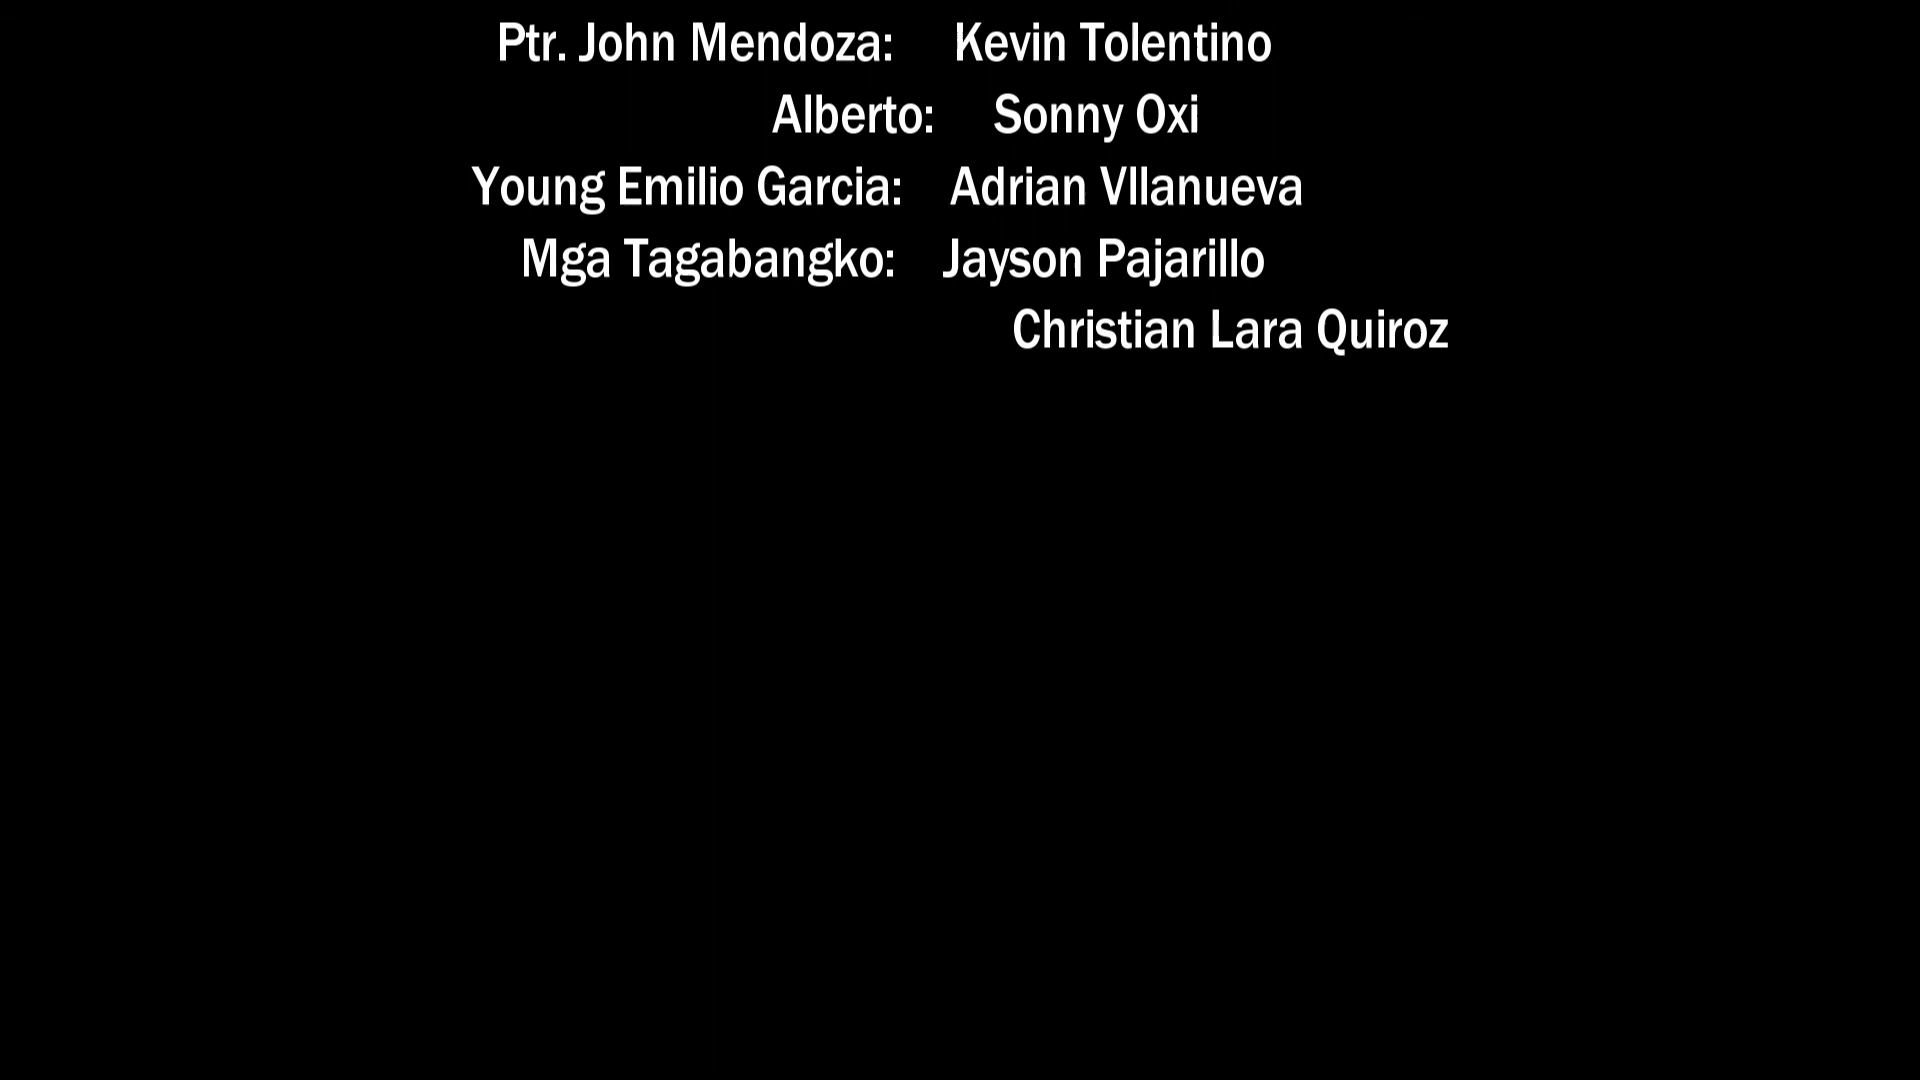 Ptr. John Mendoza: Kevin Tolentino
Alberto: Sonny Oxi
Young Emilio Garcia: Adrian VIlanueva
Mga Tagabangko: Jayson Pajarillo
Christian Lara Quiroz